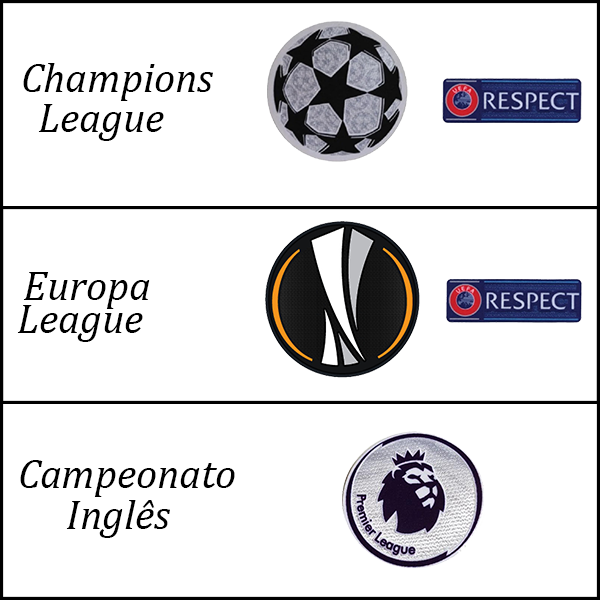 Champions
League
UEFA
RESPECT
Europa
League
UEFA
RESPECT
Campeonato
Inglês
Premier League